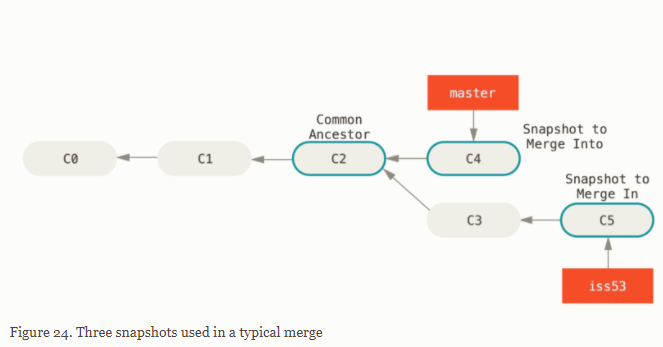 master
Common
Ancestor
Snapshot to
Merge Into
C0
C1
C2
C4
Snapshot to
Merge In
C3
C5
iss53
Figure 24. Three snapshots used in a typical merge